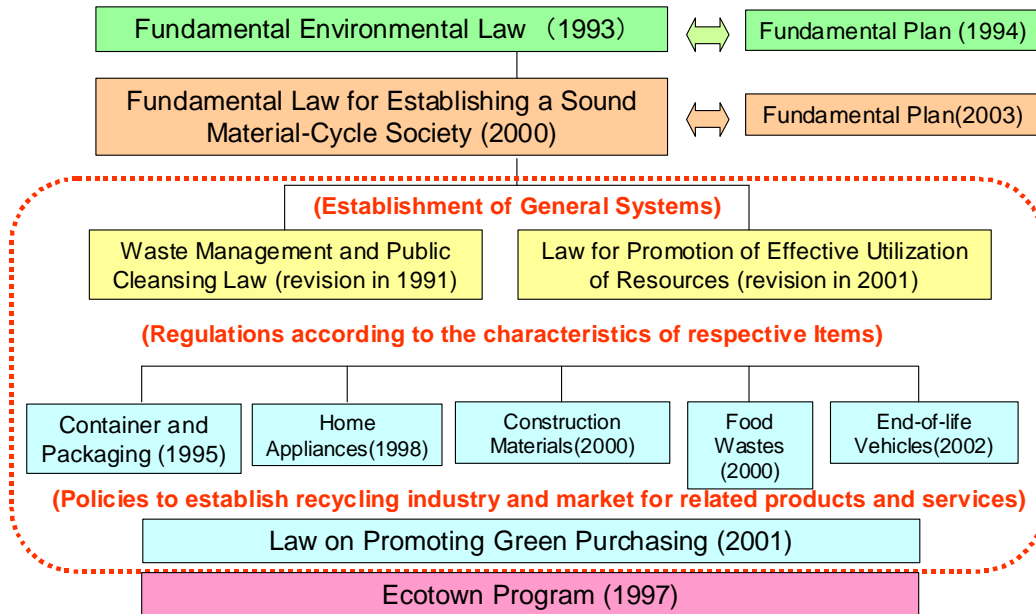 Fundamental Environmental Law （1993）
Fundamental Plan (1994)
Fundamental Law for Establishing a Sound
Material-Cycle Society (2000)
Fundamental Plan(2003)
(Establishment of General Systems)
Waste Management and Public
Cleansing Law (revision in 1991)
Law for Promotion of Effective Utilization
of Resources (revision in 2001)
(Regulations according to the characteristics of respective Items)
Container and
Packaging (1995)
Home
Appliances(1998)
Construction
Materials(2000)
Food
Wastes
(2000)
End-of-life
Vehicles(2002)
(Policies to establish recycling industry and market for related products and services)
Law on Promoting Green Purchasing (2001)
Ecotown Program (1997)